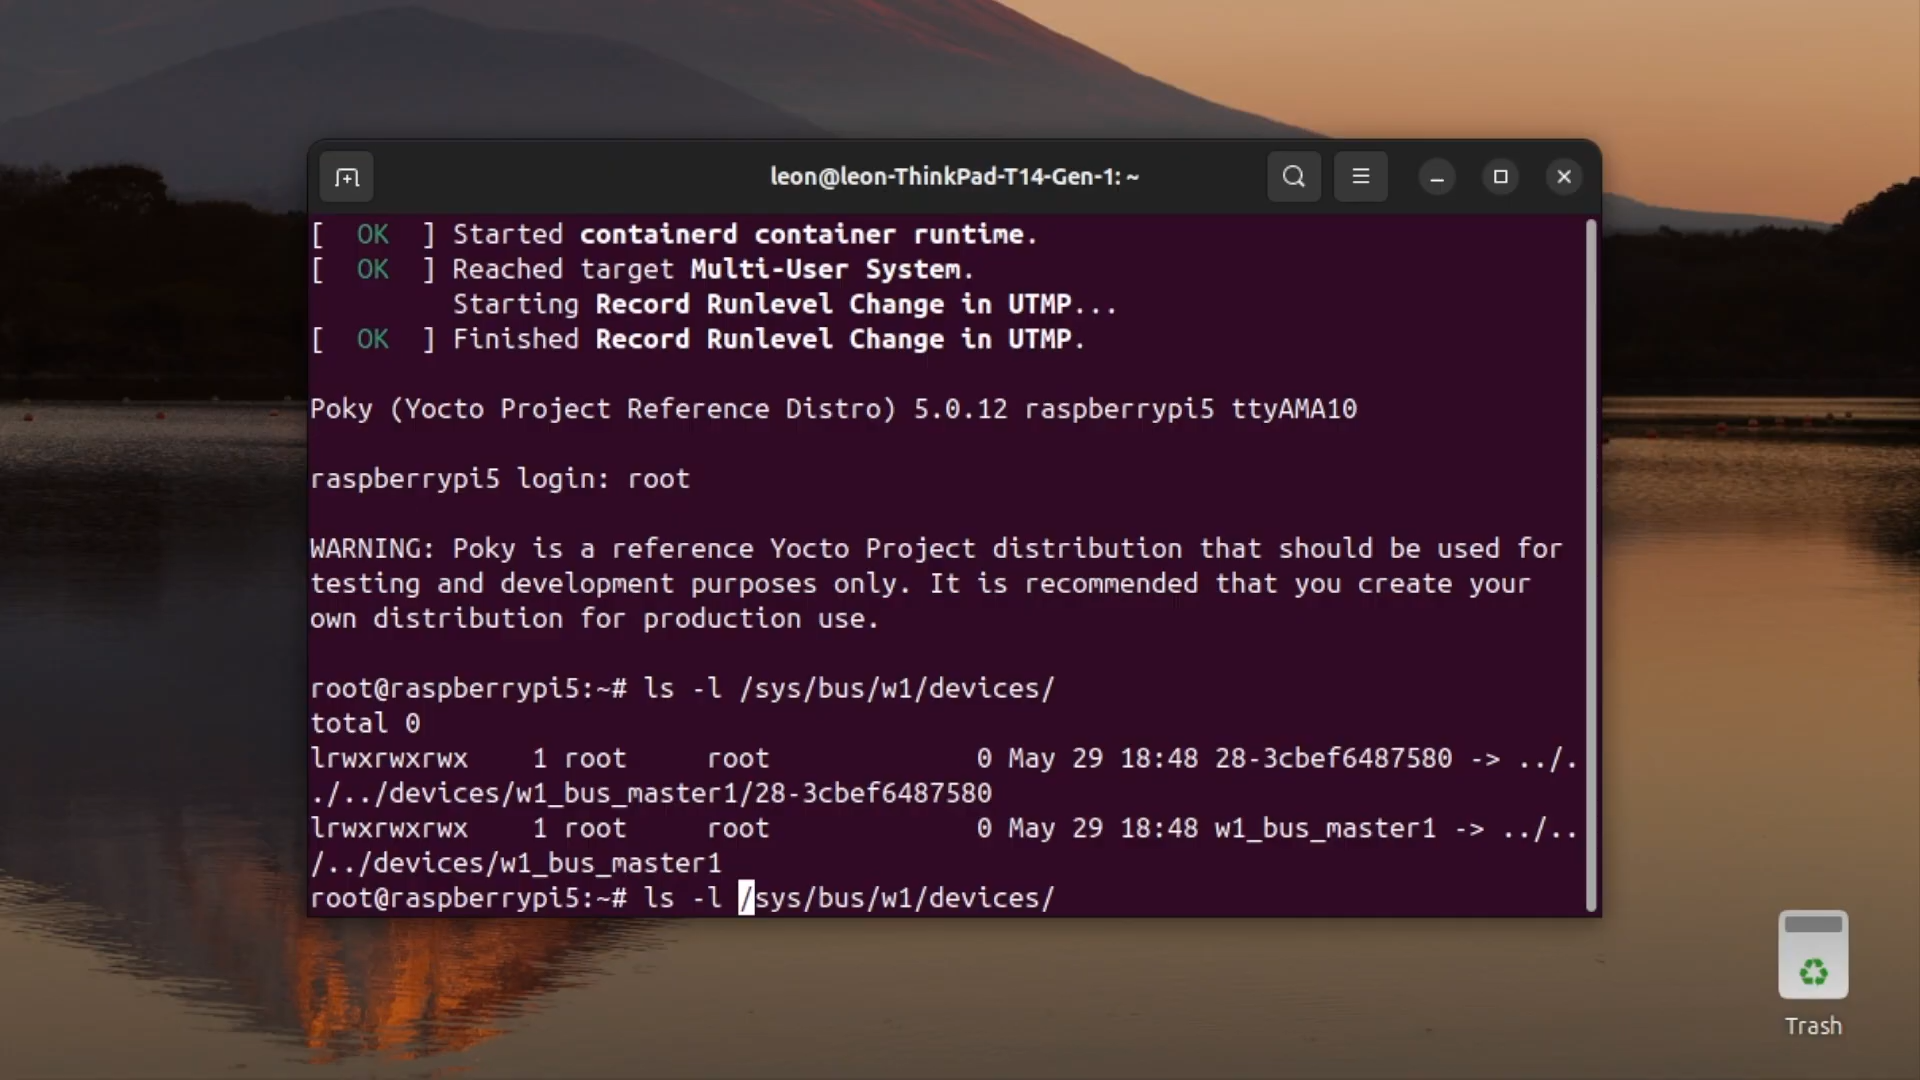 leon@leon-ThinkPad-T14-Gen-1: ~
[  OK  ] Started containerd container runtime.
[  OK  ] Reached target Multi-User System.
         Starting Record Runlevel Change in UTMP...
[  OK  ] Finished Record Runlevel Change in UTMP.
Poky (Yocto Project Reference Distro) 5.0.12 raspberrypi5 ttyAMA10
raspberrypi5 login: root
WARNING: Poky is a reference Yocto Project distribution that should be used for
testing and development purposes only. It is recommended that you create your
own distribution for production use.
root@raspberrypi5:~# ls -l /sys/bus/w1/devices/
total 0
lrwxrwxrwx    1 root     root             0 May 29 18:48 28-3cbef6487580 -> ../.
./../devices/w1_bus_master1/28-3cbef6487580
lrwxrwxrwx    1 root     root             0 May 29 18:48 w1_bus_master1 -> ../..
/../devices/w1_bus_master1
root@raspberrypi5:~# ls -l /sys/bus/w1/devices/
Trash